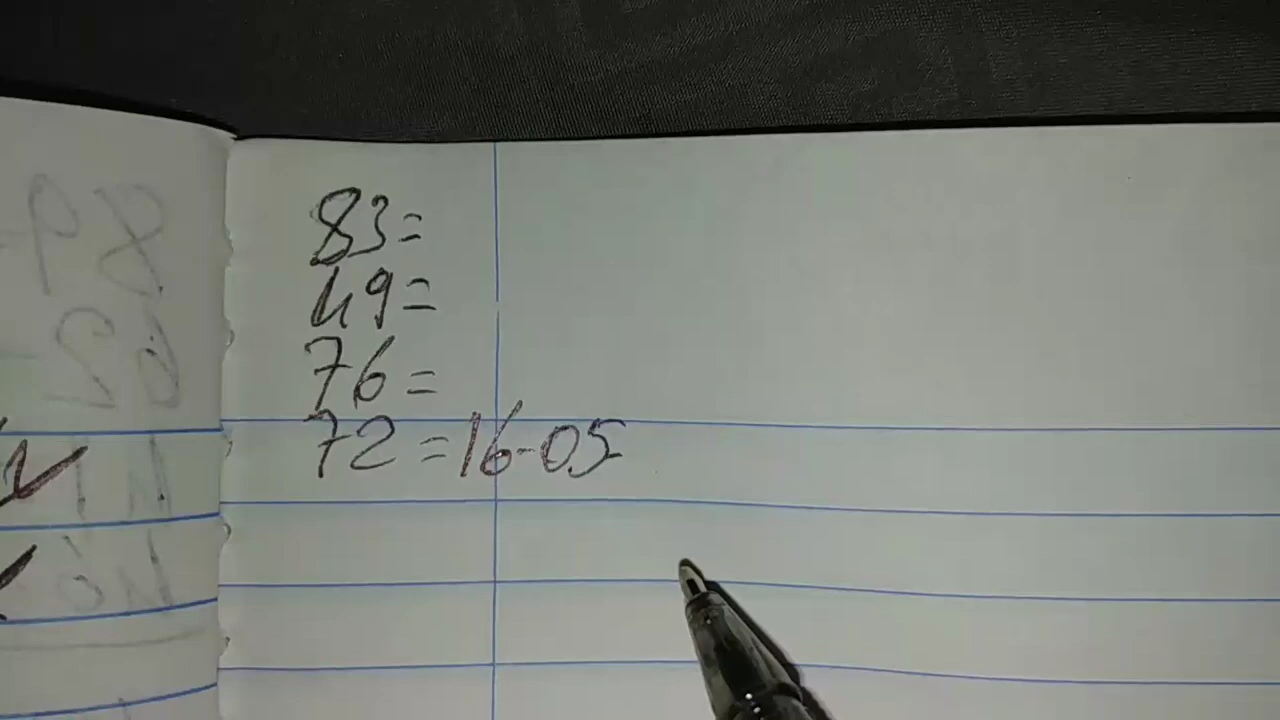 83=
49=
76=
72=16-05